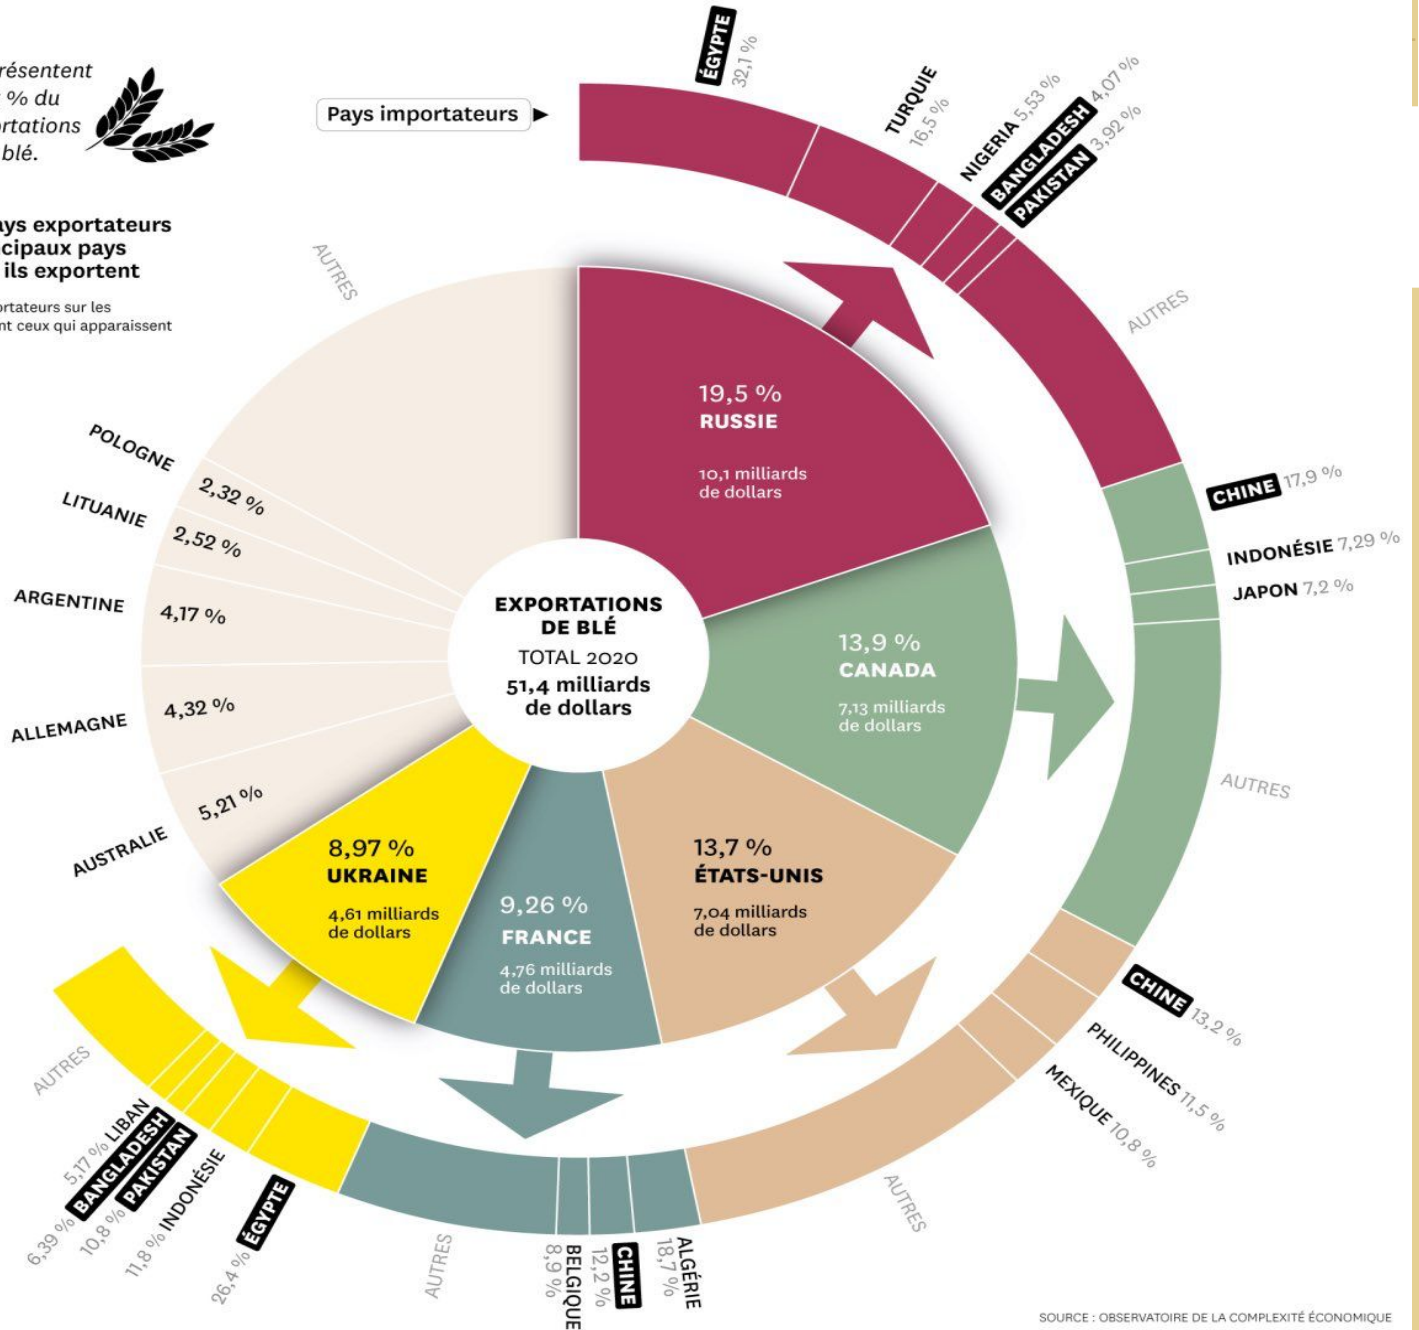 résentent
% du
rtations
blé.
ays exportateurs
ncipaux pays
ils exportent
ortateurs sur les
nt ceux qui apparaissent
Pays importateurs
ÉGYPTE
32,1 %
TURQUIE
16,5 %
NIGERIA 5,53 %
BANGLADESH 4,07 %
PAKISTAN 3,92 %
AUTRES
CHINE 17,9 %
INDONÉSIE 7,29 %
JAPON 7,2 %
AUTRES
CHINE 13,2 %
PHILIPPINES 11,5 %
MEXIQUE 10,8 %
AUTRES
ALGÉRIE
18,7 %
CHINE
12,2 %
BELGIQUE
8,9 %
AUTRES
26,4 % ÉGYPTE
11,8 % INDONÉSIE
10,8 % PAKISTAN
6,39 % BANGLADESH
5,17 % LIBAN
AUTRES
19,5 %
RUSSIE
10,1 milliards
de dollars
13,9 %
CANADA
7,13 milliards
de dollars
13,7 %
ÉTATS-UNIS
7,04 milliards
de dollars
9,26 %
FRANCE
4,76 milliards
de dollars
8,97 %
UKRAINE
4,61 milliards
de dollars
AUSTRALIE
5,21 %
ALLEMAGNE
4,32 %
ARGENTINE
4,17 %
LITUANIE
2,52 %
POLOGNE
2,32 %
AUTRES
EXPORTATIONS
DE BLÉ
TOTAL 2020
51,4 milliards
de dollars
SOURCE : OBSERVATOIRE DE LA COMPLEXITÉ ÉCONOMIQUE